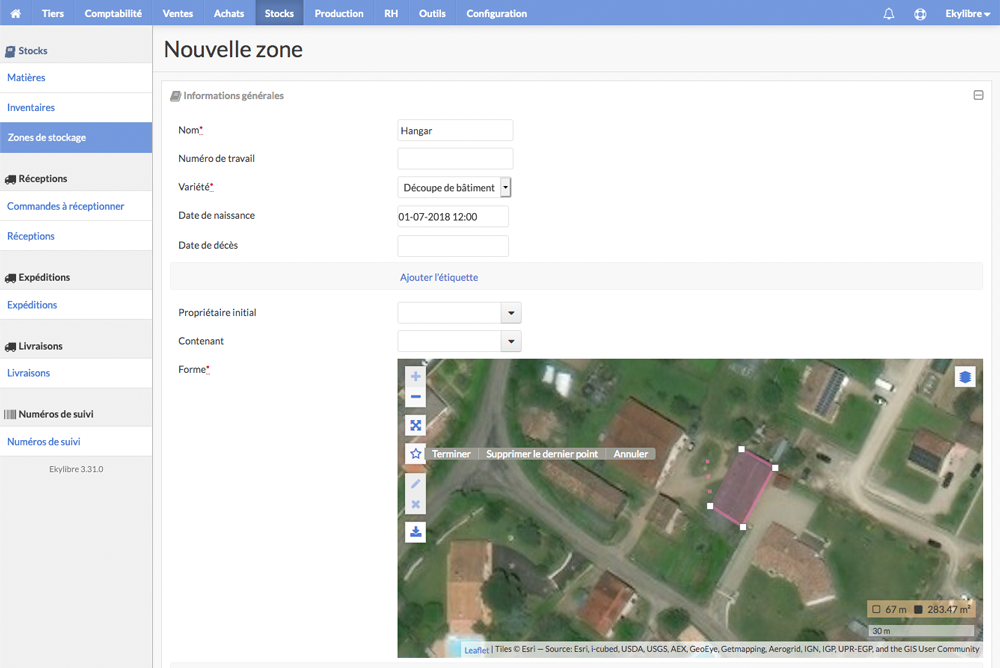 Tiers Comptabilité Ventes Achats Stocks Production RH Outils Configuration Ekylibre
Stocks
Matières
Inventaires
Zones de stockage
Réceptions
Commandes à réceptionner
Réceptions
Expéditions
Expéditions
Livraisons
Livraisons
Numéros de suivi
Numéros de suivi
Ekylibre 3.31.0
Nouvelle zone
Informations générales
Nom* Hangar
Numéro de travail
Variété* Découpe de bâtiment
Date de naissance 01-07-2018 12:00
Date de décès
Ajouter l'étiquette
Propriétaire initial
Contenant
Forme*
Terminer Supprimer le dernier point Annuler
67 m 283.47 m²
30 m
Leaflet | Tiles © Esri — Source: Esri, i-cubed, USDA, USGS, AEX, GeoEye, Getmapping, Aerogrid, IGN, IGP, UPR-EGP, and the GIS User Community